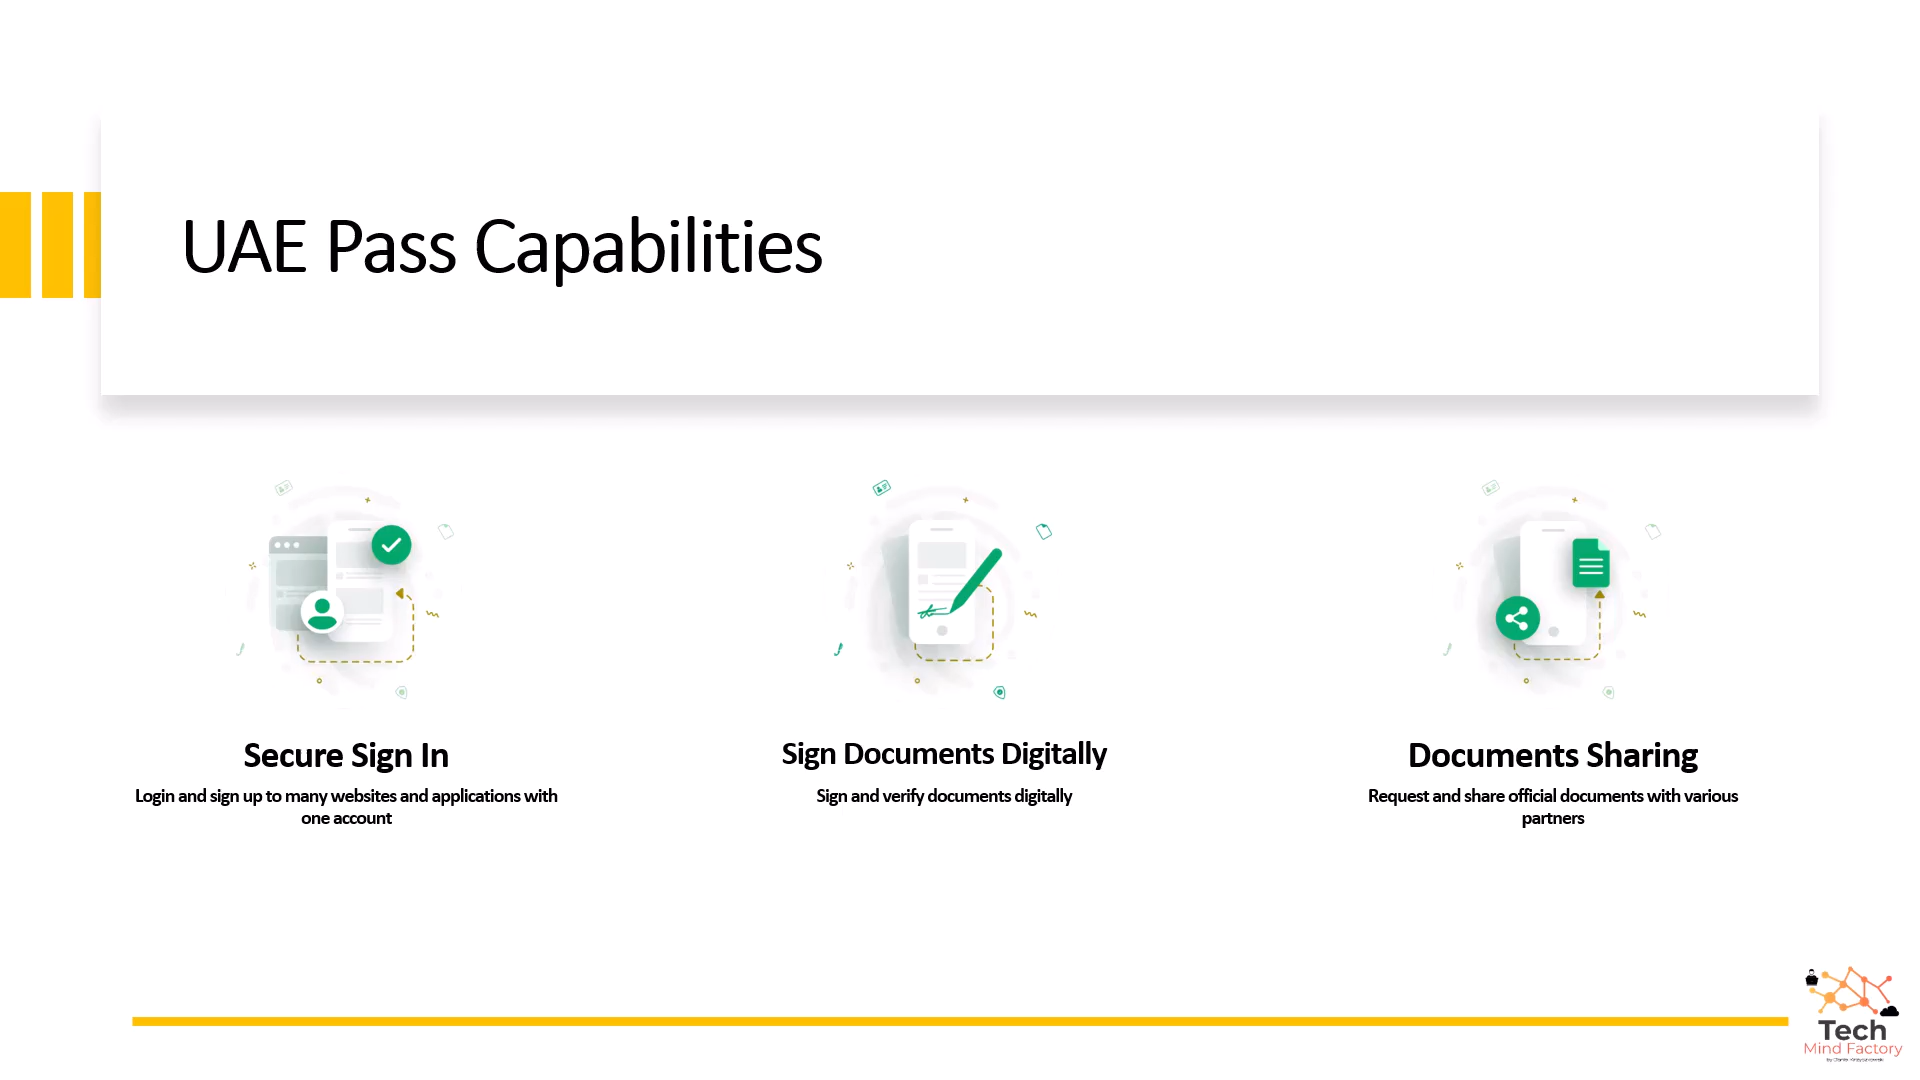 UAE Pass Capabilities
Secure Sign In
Login and sign up to many websites and applications with
one account
Sign Documents Digitally
Sign and verify documents digitally
Documents Sharing
Request and share official documents with various
partners
Tech
Mind Factory